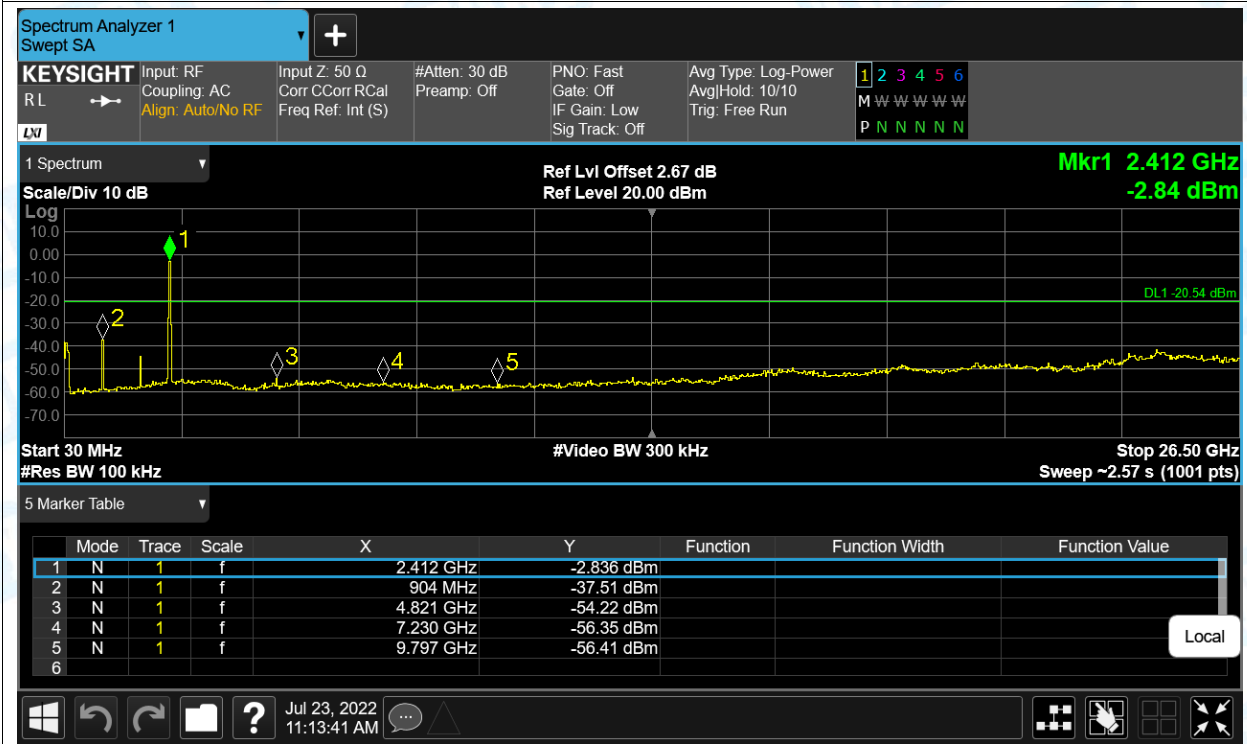 Spectrum Analyzer 1
Swept SA
KEYSIGHT
R L
LXI
Input: RF
Coupling: AC
Align: Auto/No RF
Input Z: 50 Ω
Corr CCorr RCal
Freq Ref: Int (S)
#Atten: 30 dB
Preamp: Off
PNO: Fast
Gate: Off
IF Gain: Low
Sig Track: Off
Avg Type: Log-Power
Avg|Hold: 10/10
Trig: Free Run
1 2 3 4 5 6
M W W W W W
P N N N N N
1 Spectrum
Scale/Div 10 dB
Ref Lvl Offset 2.67 dB
Ref Level 20.00 dBm
Mkr1 2.412 GHz
-2.84 dBm
Log
10.0
0.00
-10.0
-20.0
-30.0
-40.0
-50.0
-60.0
-70.0
1
2
3
4
5
DL1 -20.54 dBm
Start 30 MHz
#Video BW 300 kHz
Stop 26.50 GHz
#Res BW 100 kHz
Sweep ~2.57 s (1001 pts)
5 Marker Table
Mode Trace Scale X Y Function Function Width Function Value
1 N 1 f 2.412 GHz -2.836 dBm
2 N 1 f 904 MHz -37.51 dBm
3 N 1 f 4.821 GHz -54.22 dBm
4 N 1 f 7.230 GHz -56.35 dBm
5 N 1 f 9.797 GHz -56.41 dBm
6
Local
?
Jul 23, 2022
11:13:41 AM